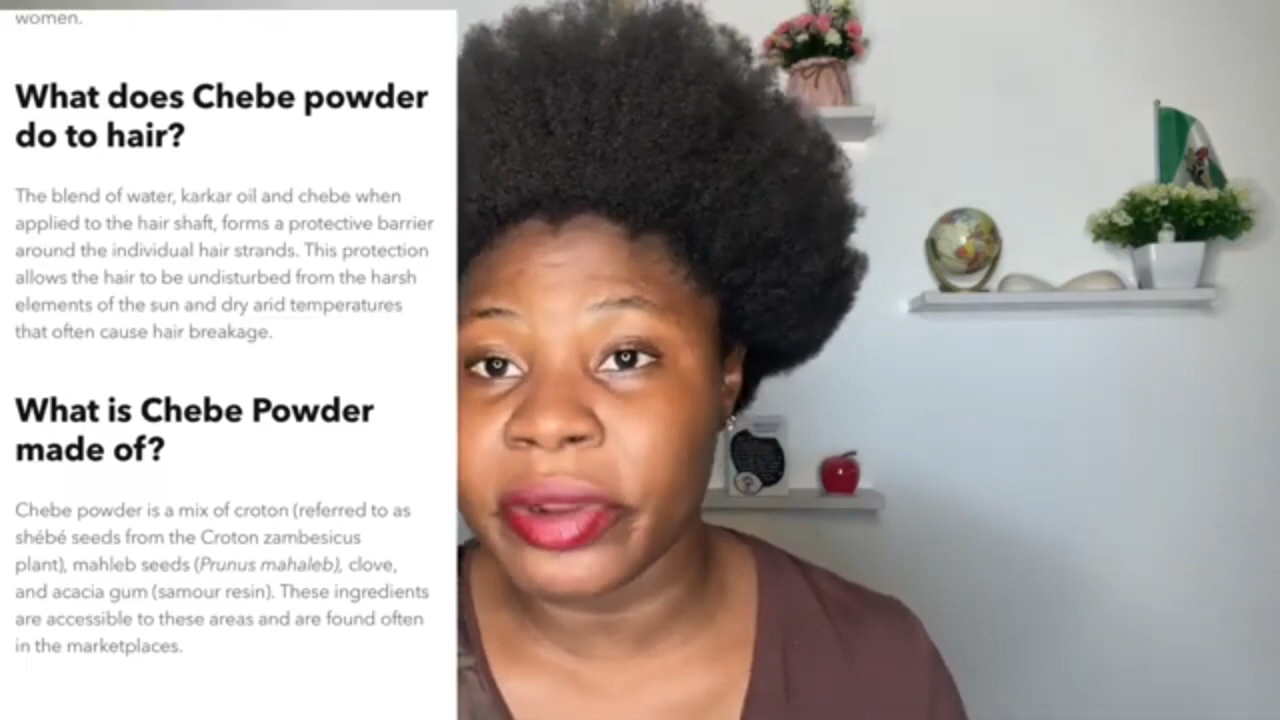 women.
What does Chebe powder
do to hair?
The blend of water, karkar oil and chebe when
applied to the hair shaft, forms a protective barrier
around the individual hair strands. This protection
allows the hair to be undisturbed from the harsh
elements of the sun and dry arid temperatures
that often cause hair breakage.
What is Chebe Powder
made of?
Chebe powder is a mix of croton (referred to as
shébé seeds from the Croton zambesicus
plant), mahleb seeds (Prunus mahaleb), clove,
and acacia gum (samour resin). These ingredients
are accessible to these areas and are found often
in the marketplaces.